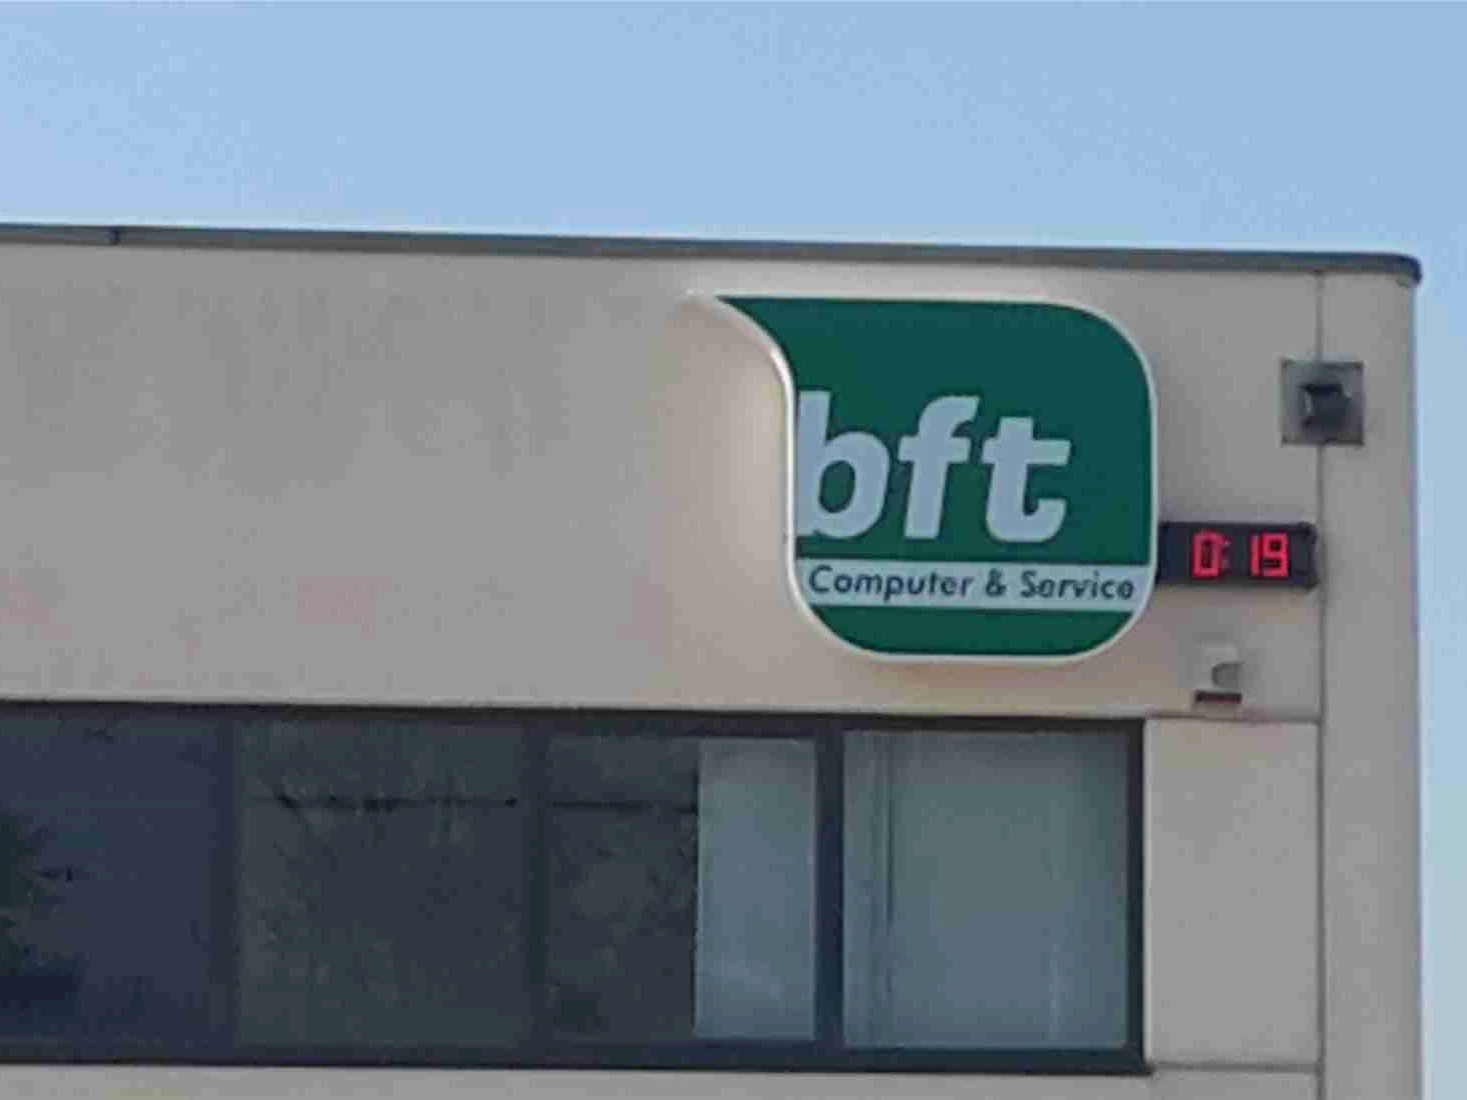 bft
Computer & Service
0:19